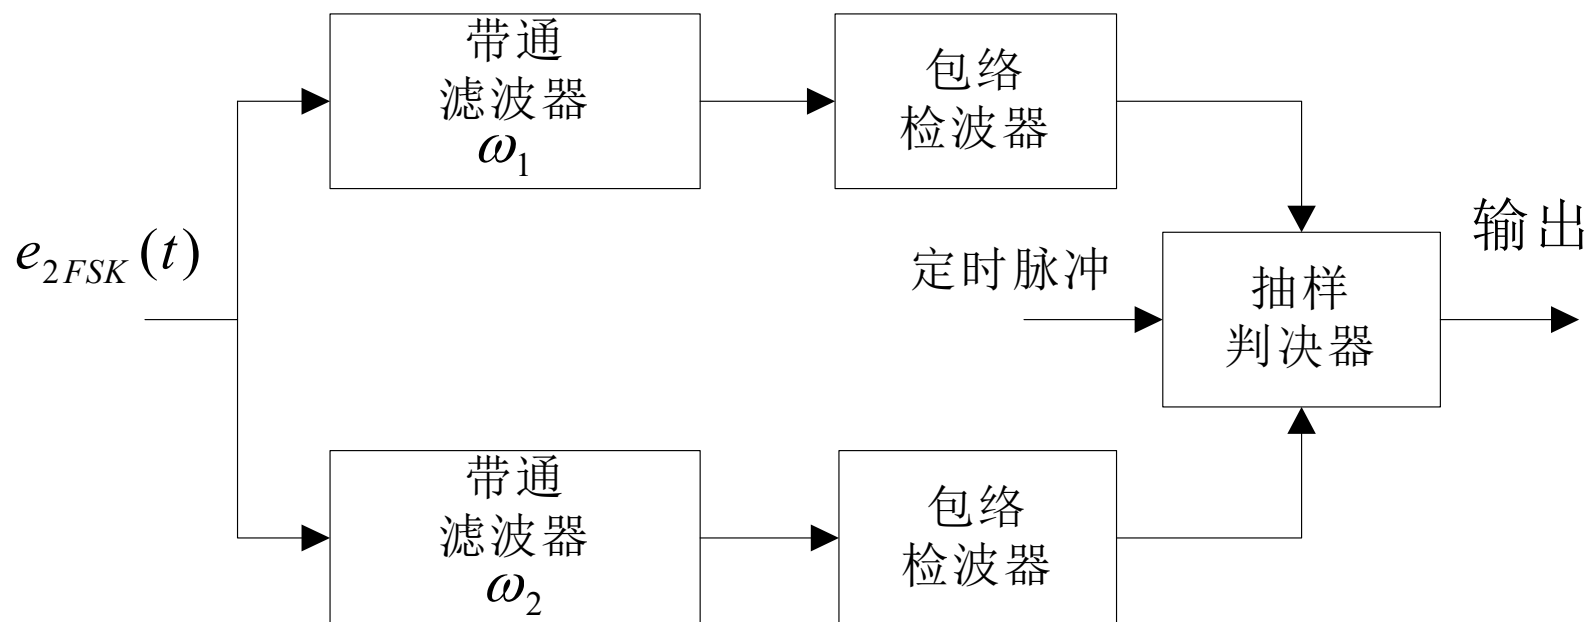 带通
滤波器
ω₁
包络
检波器
e₂FSK(t)
定时脉冲
抽样
判决器
输出
带通
滤波器
ω₂
包络
检波器